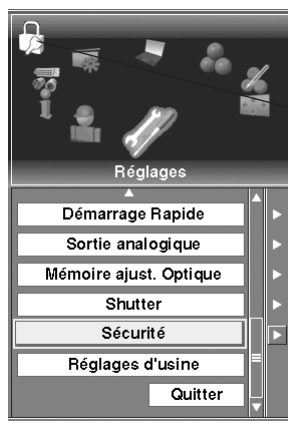 Réglages
Démarrage Rapide
Sortie analogique
Mémoire ajust. Optique
Shutter
Sécurité
Réglages d'usine
Quitter